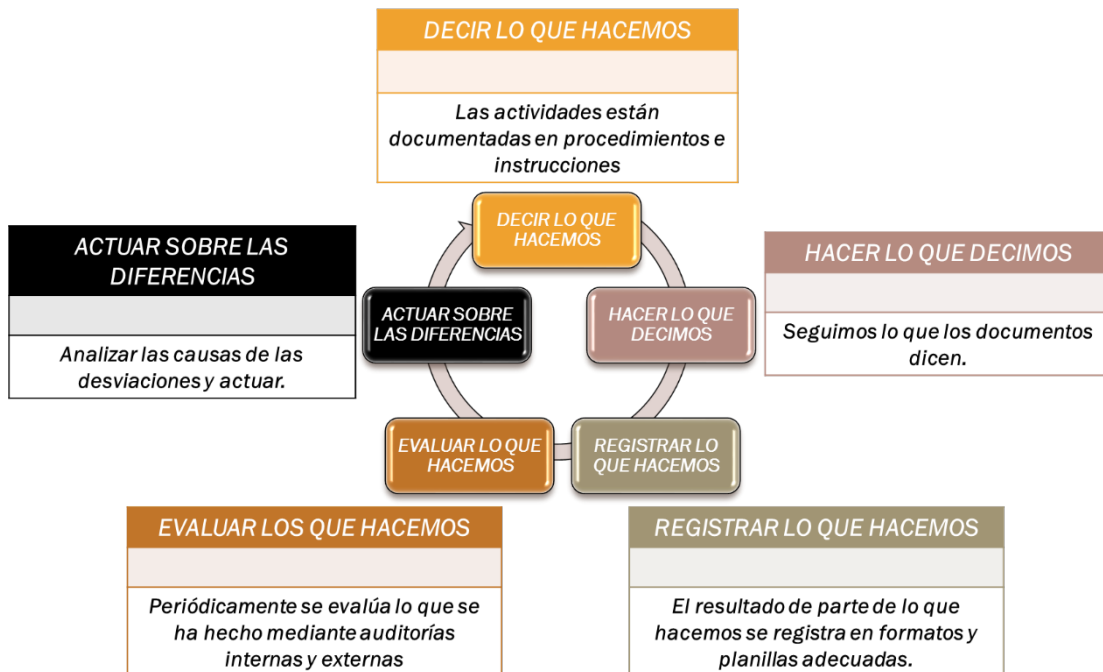 DECIR LO QUE HACEMOS
Las actividades están
documentadas en procedimientos e
instrucciones
DECIR LO QUE
HACEMOS
ACTUAR SOBRE LAS
DIFERENCIAS
Analizar las causas de las
desviaciones y actuar.
ACTUAR SOBRE
LAS DIFERENCIAS
HACER LO QUE
DECIMOS
HACER LO QUE DECIMOS
Seguimos lo que los documentos
dicen.
EVALUAR LO QUE
HACEMOS
REGISTRAR LO
QUE HACEMOS
EVALUAR LOS QUE HACEMOS
Periódicamente se evalúa lo que se
ha hecho mediante auditorías
internas y externas
REGISTRAR LO QUE HACEMOS
El resultado de parte de lo que
hacemos se registra en formatos y
planillas adecuadas.